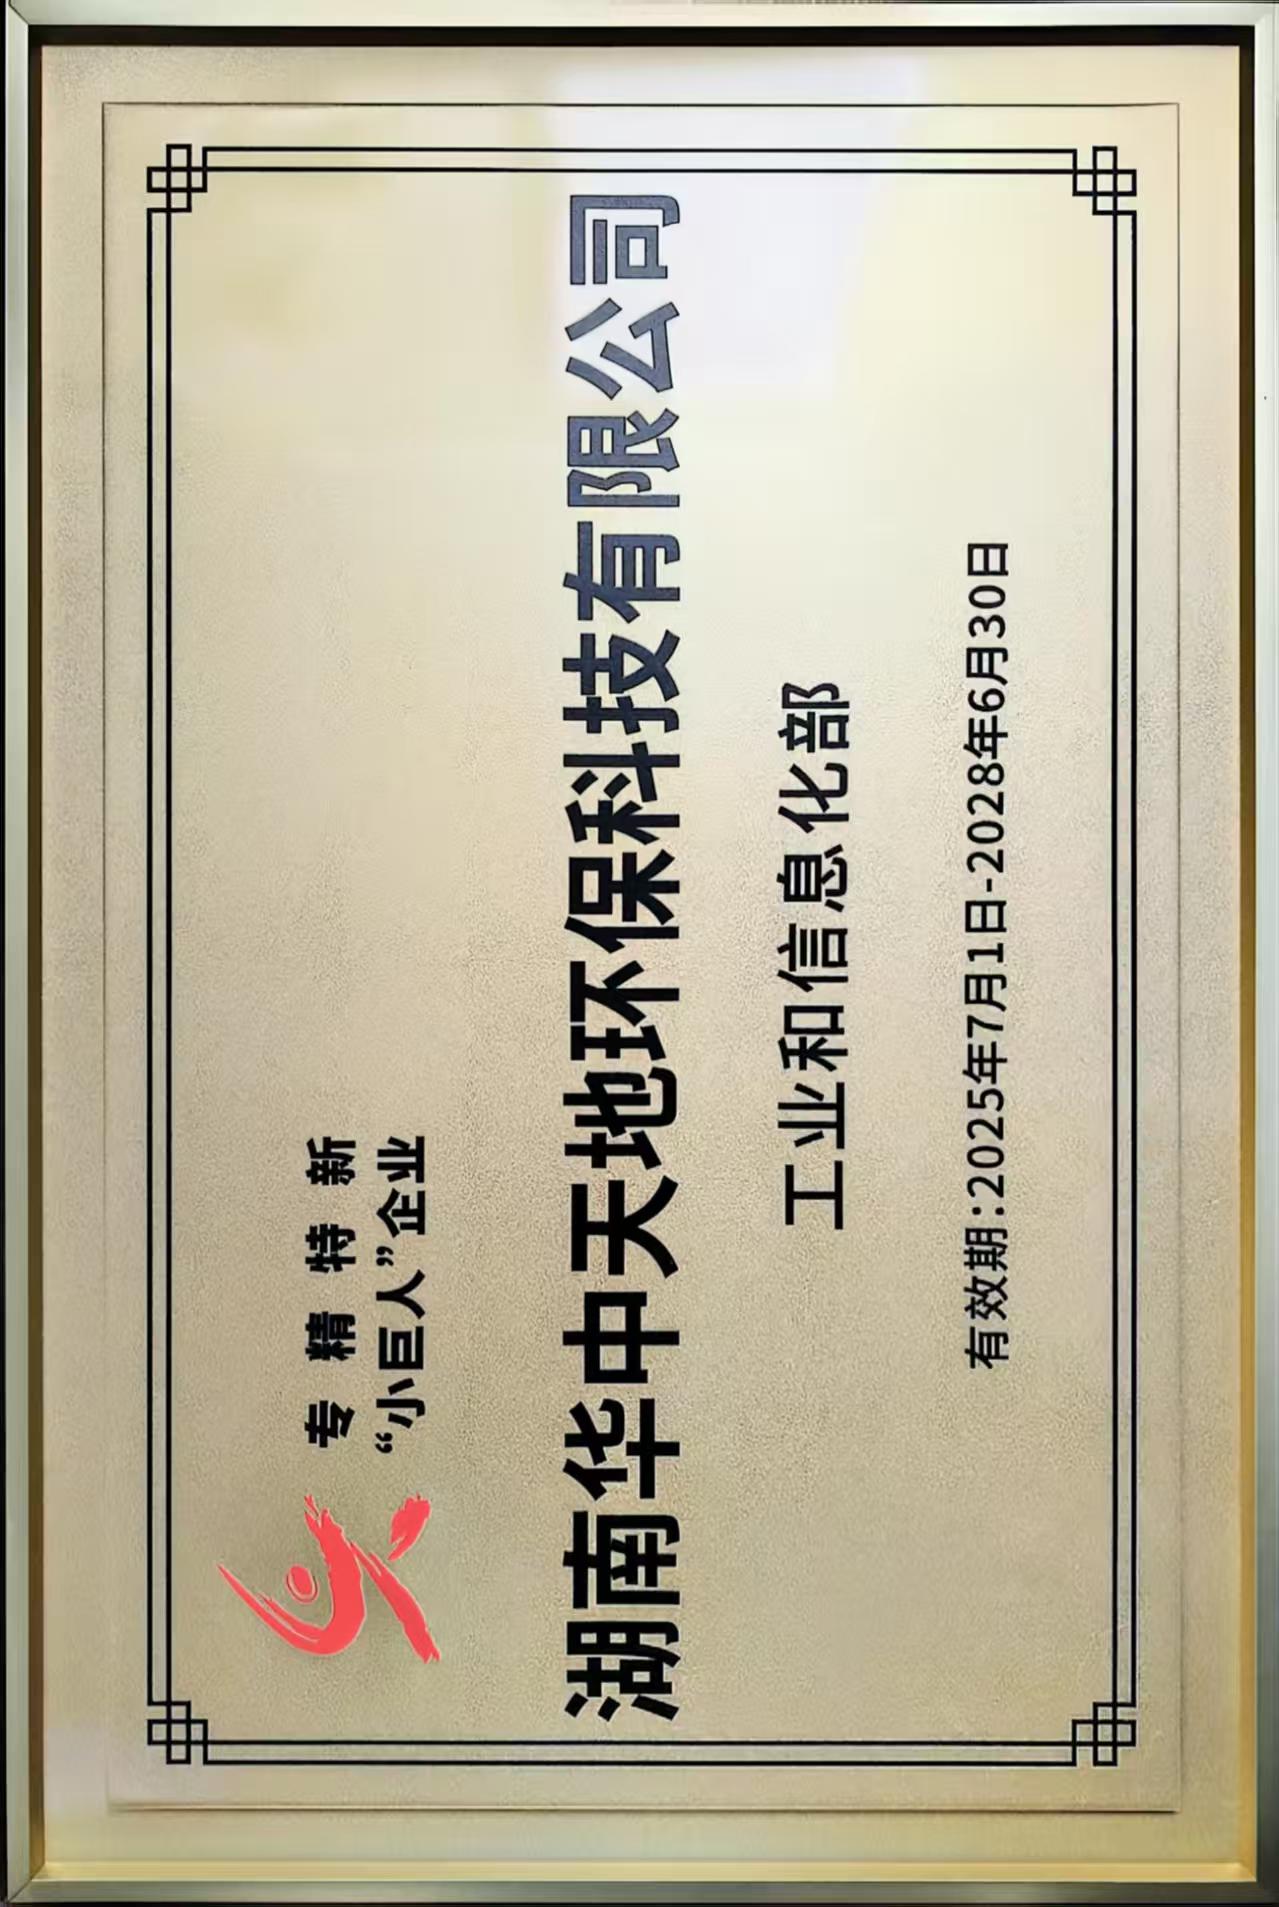 专精特新
“小巨人”企业
湖南华中天地环保科技有限公司
工业和信息化部
有效期:2025年7月1日-2028年6月30日